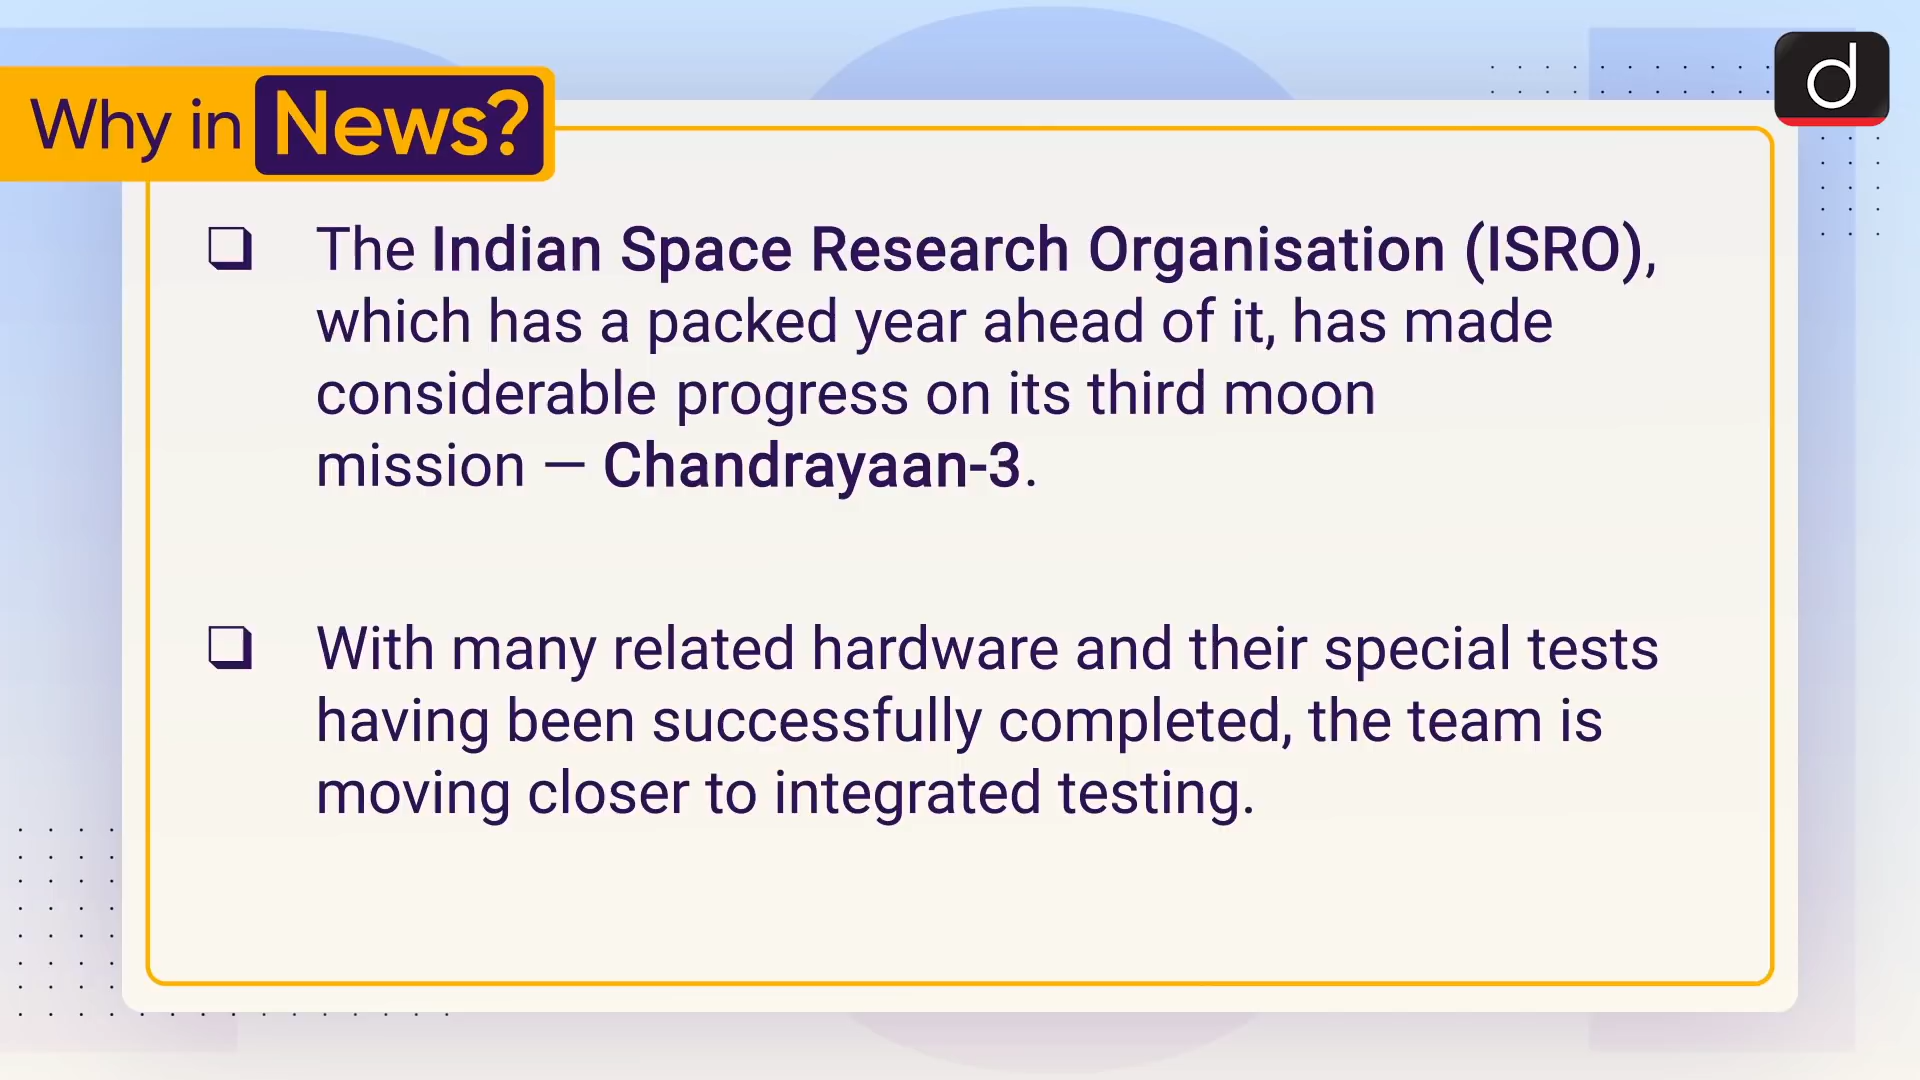 Why in News?
d
❑ The Indian Space Research Organisation (ISRO),
which has a packed year ahead of it, has made
considerable progress on its third moon
mission — Chandrayaan-3.
❑ With many related hardware and their special tests
having been successfully completed, the team is
moving closer to integrated testing.